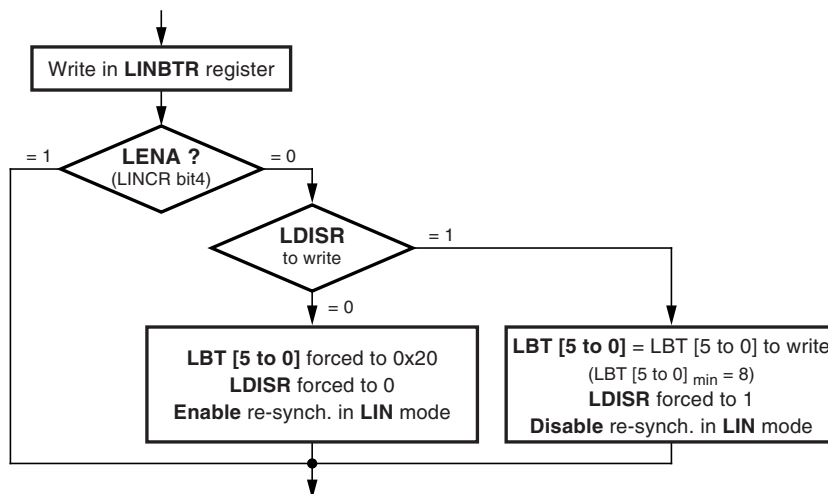 Write in LINBTR register
= 1
LENA ?
= 0
(LINCR bit4)
LDISR
= 1
to write
= 0
LBT [5 to 0] forced to 0x20
LDISR forced to 0
Enable re-synch. in LIN mode
LBT [5 to 0] = LBT [5 to 0] to write
(LBT [5 to 0] min = 8)
LDISR forced to 1
Disable re-synch. in LIN mode